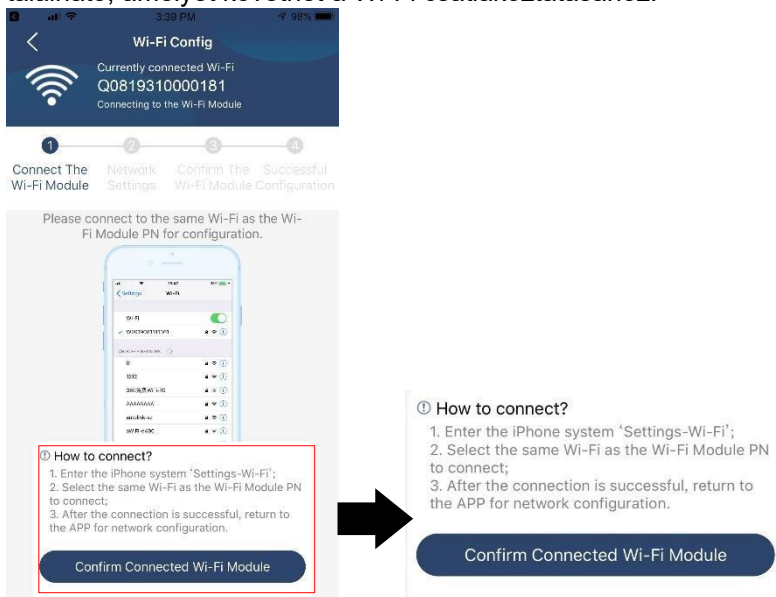 3:39 PM
98%
Wi-Fi Config
Currently connected Wi-Fi
Q0819310000181
Connecting to the Wi-Fi Module
1 2 3 4
Connect The Network Confirm The Successful
Wi-Fi Module Settings Wi-Fi Module Configuration
Please connect to the same Wi-Fi as the Wi-
Fi Module PN for configuration.
Settings Wi-Fi
Wi-Fi
How to connect?
1. Enter the iPhone system ‘Settings-Wi-Fi’;
2. Select the same Wi-Fi as the Wi-Fi Module PN
to connect;
3. After the connection is successful, return to
the APP for network configuration.
Confirm Connected Wi-Fi Module
How to connect?
1. Enter the iPhone system ‘Settings-Wi-Fi’;
2. Select the same Wi-Fi as the Wi-Fi Module PN
to connect;
3. After the connection is successful, return to
the APP for network configuration.
Confirm Connected Wi-Fi Module